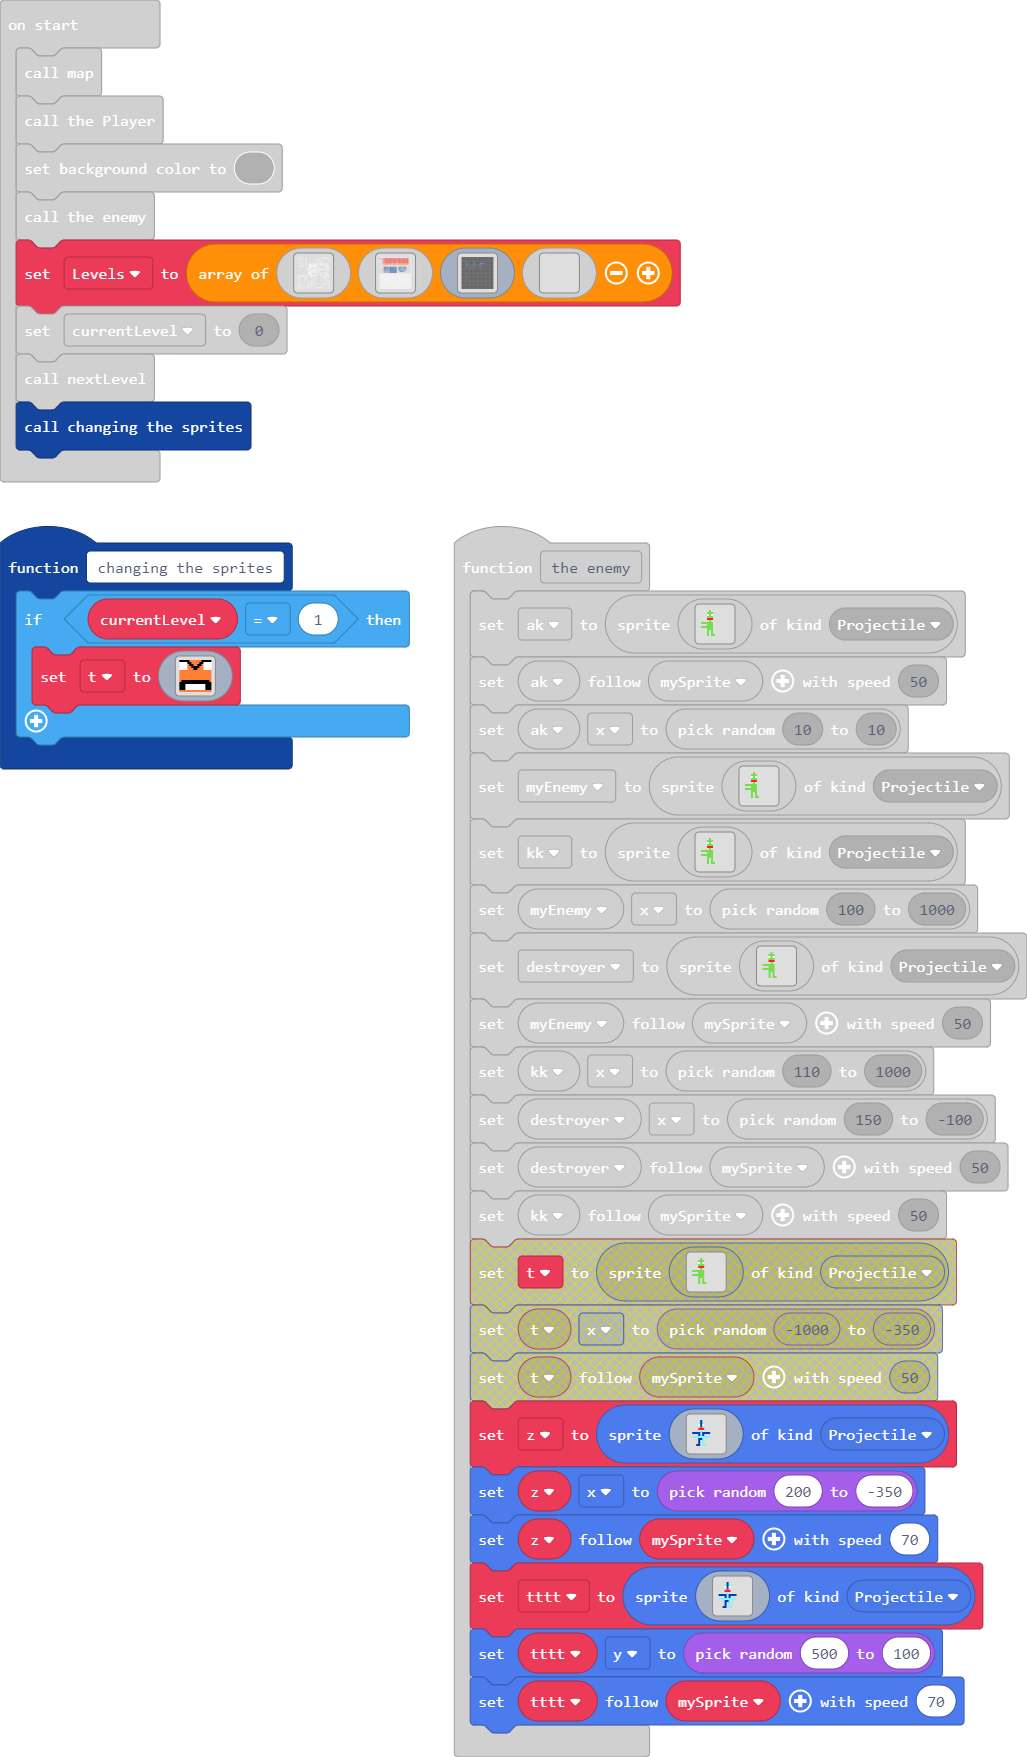 on start
call map
call the Player
set background color to
call the enemy
set Levels to array of
set currentLevel to 0
call nextLevel
call changing the sprites
function changing the sprites
if currentLevel = 1 then
set t to
function the enemy
set ak to sprite of kind Projectile
set ak follow mySprite with speed 50
set ak x to pick random 10 to 10
set myEnemy to sprite of kind Projectile
set kk to sprite of kind Projectile
set myEnemy x to pick random 100 to 1000
set destroyer to sprite of kind Projectile
set myEnemy follow mySprite with speed 50
set kk x to pick random 110 to 1000
set destroyer x to pick random 150 to -100
set destroyer follow mySprite with speed 50
set kk follow mySprite with speed 50
set t to sprite of kind Projectile
set t x to pick random -1000 to -350
set t follow mySprite with speed 50
set z to sprite of kind Projectile
set z x to pick random 200 to -350
set z follow mySprite with speed 70
set tttt to sprite of kind Projectile
set tttt y to pick random 500 to 100
set tttt follow mySprite with speed 70